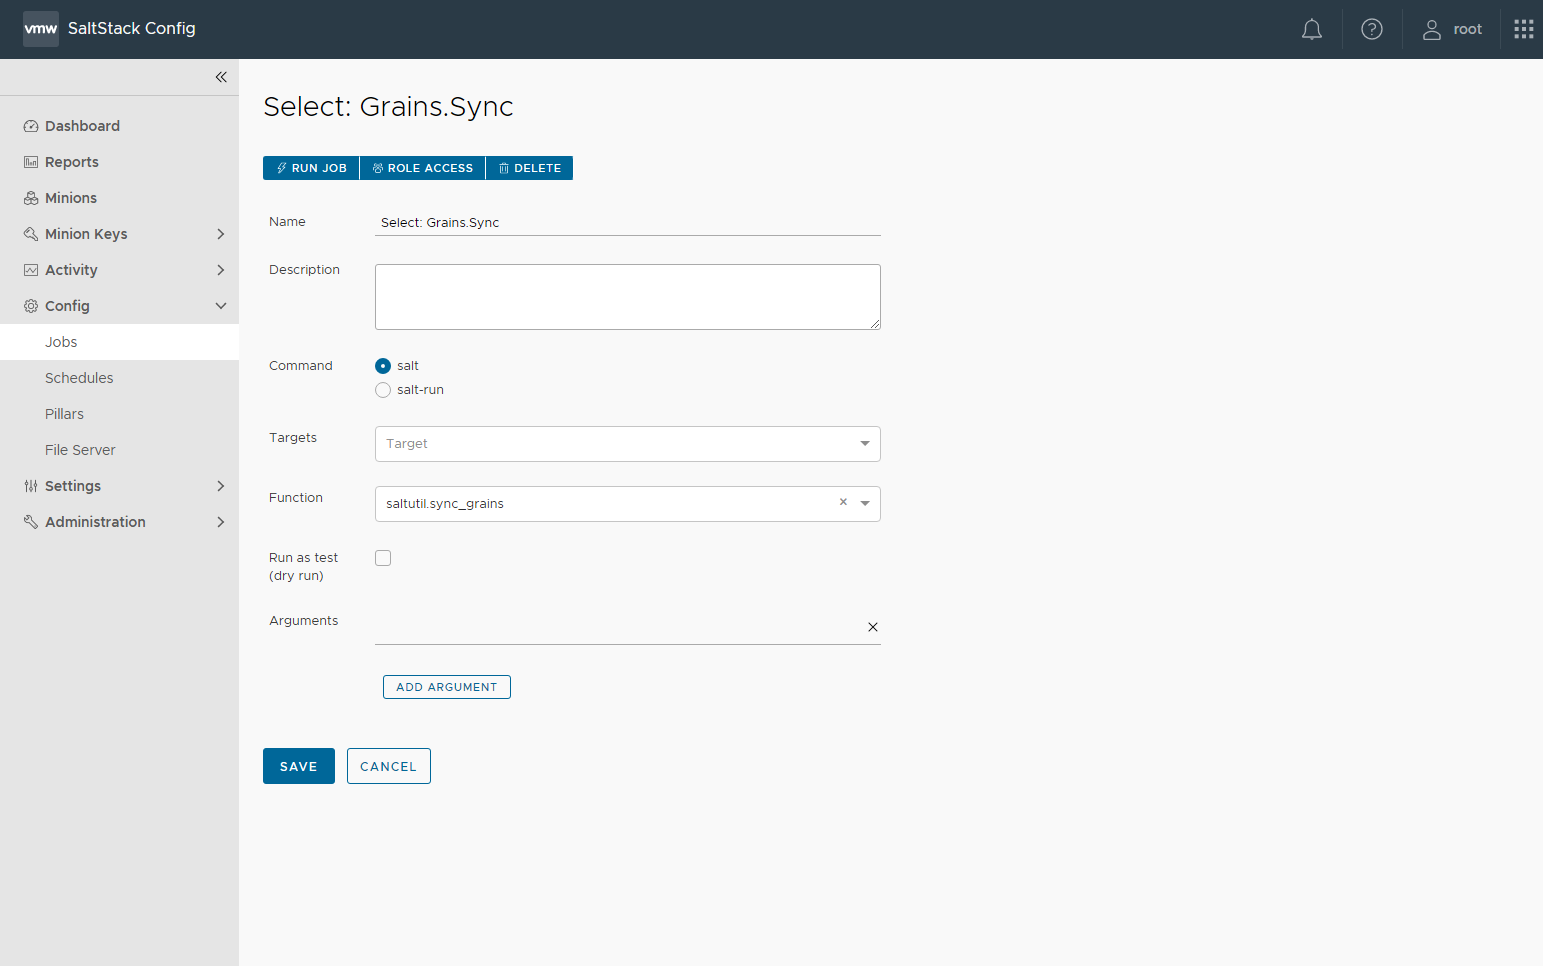 vmw SaltStack Config
root
Dashboard
Reports
Minions
Minion Keys
Activity
Config
Jobs
Schedules
Pillars
File Server
Settings
Administration
Select: Grains.Sync
RUN JOB ROLE ACCESS DELETE
Name Select: Grains.Sync
Description
Command salt
salt-run
Targets Target
Function saltutil.sync_grains
Run as test
(dry run)
Arguments
ADD ARGUMENT
SAVE CANCEL